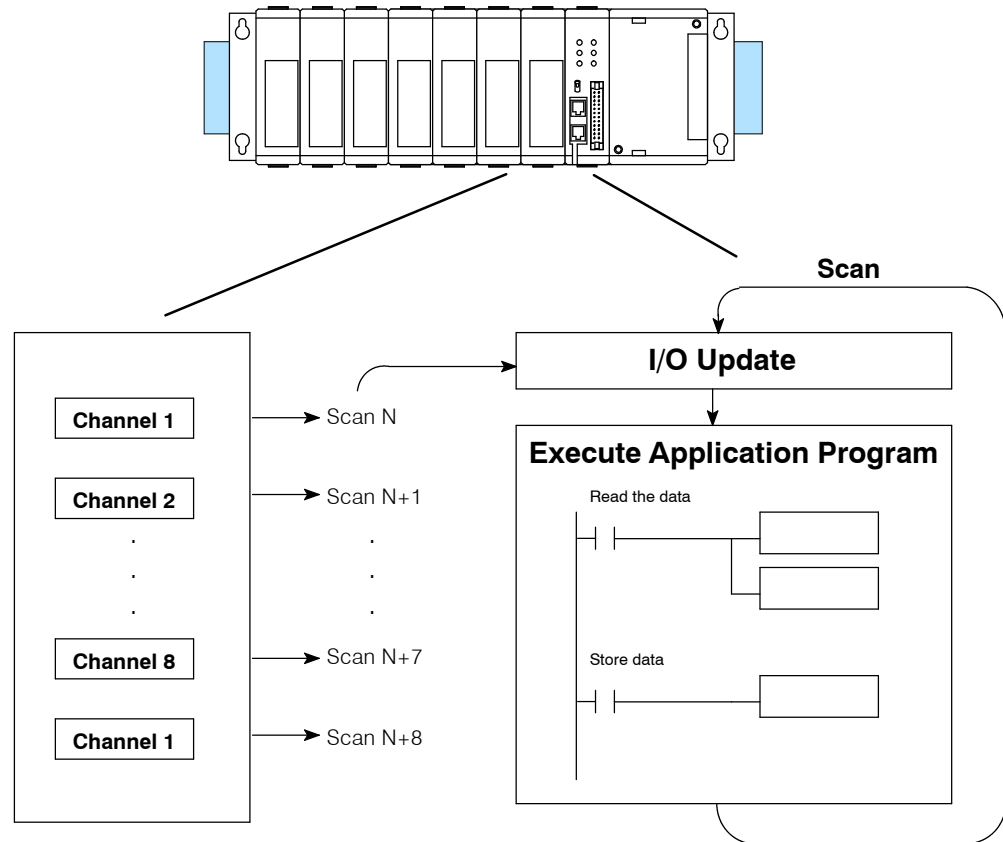 Scan
I/O Update
Channel 1
Scan N
Channel 2
Scan N+1
.
.
.
.
.
.
Channel 8
Scan N+7
Channel 1
Scan N+8
Execute Application Program
Read the data
Store data